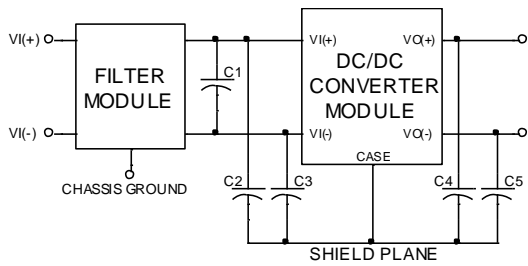 VI(+)
FILTER
MODULE
VI(-)
CHASSIS GROUND
C1
C2
C3
VI(+)
VO(+)
DC/DC
CONVERTER
MODULE
VI(-)
VO(-)
CASE
C4
C5
SHIELD PLANE